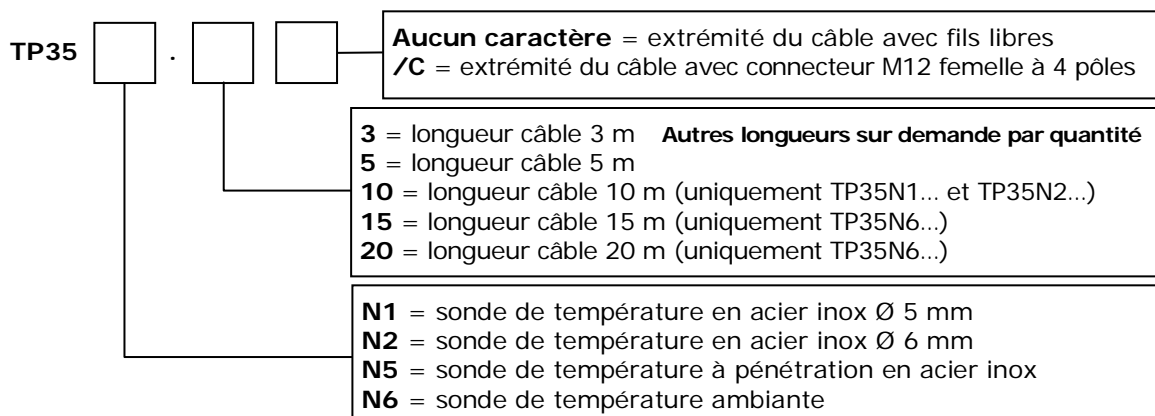 TP35 .
Aucun caractère = extrémité du câble avec fils libres
/C = extrémité du câble avec connecteur M12 femelle à 4 pôles
3 = longueur câble 3 m Autres longueurs sur demande par quantité
5 = longueur câble 5 m
10 = longueur câble 10 m (uniquement TP35N1... et TP35N2...)
15 = longueur câble 15 m (uniquement TP35N6...)
20 = longueur câble 20 m (uniquement TP35N6...)
N1 = sonde de température en acier inox Ø 5 mm
N2 = sonde de température en acier inox Ø 6 mm
N5 = sonde de température à pénétration en acier inox
N6 = sonde de température ambiante